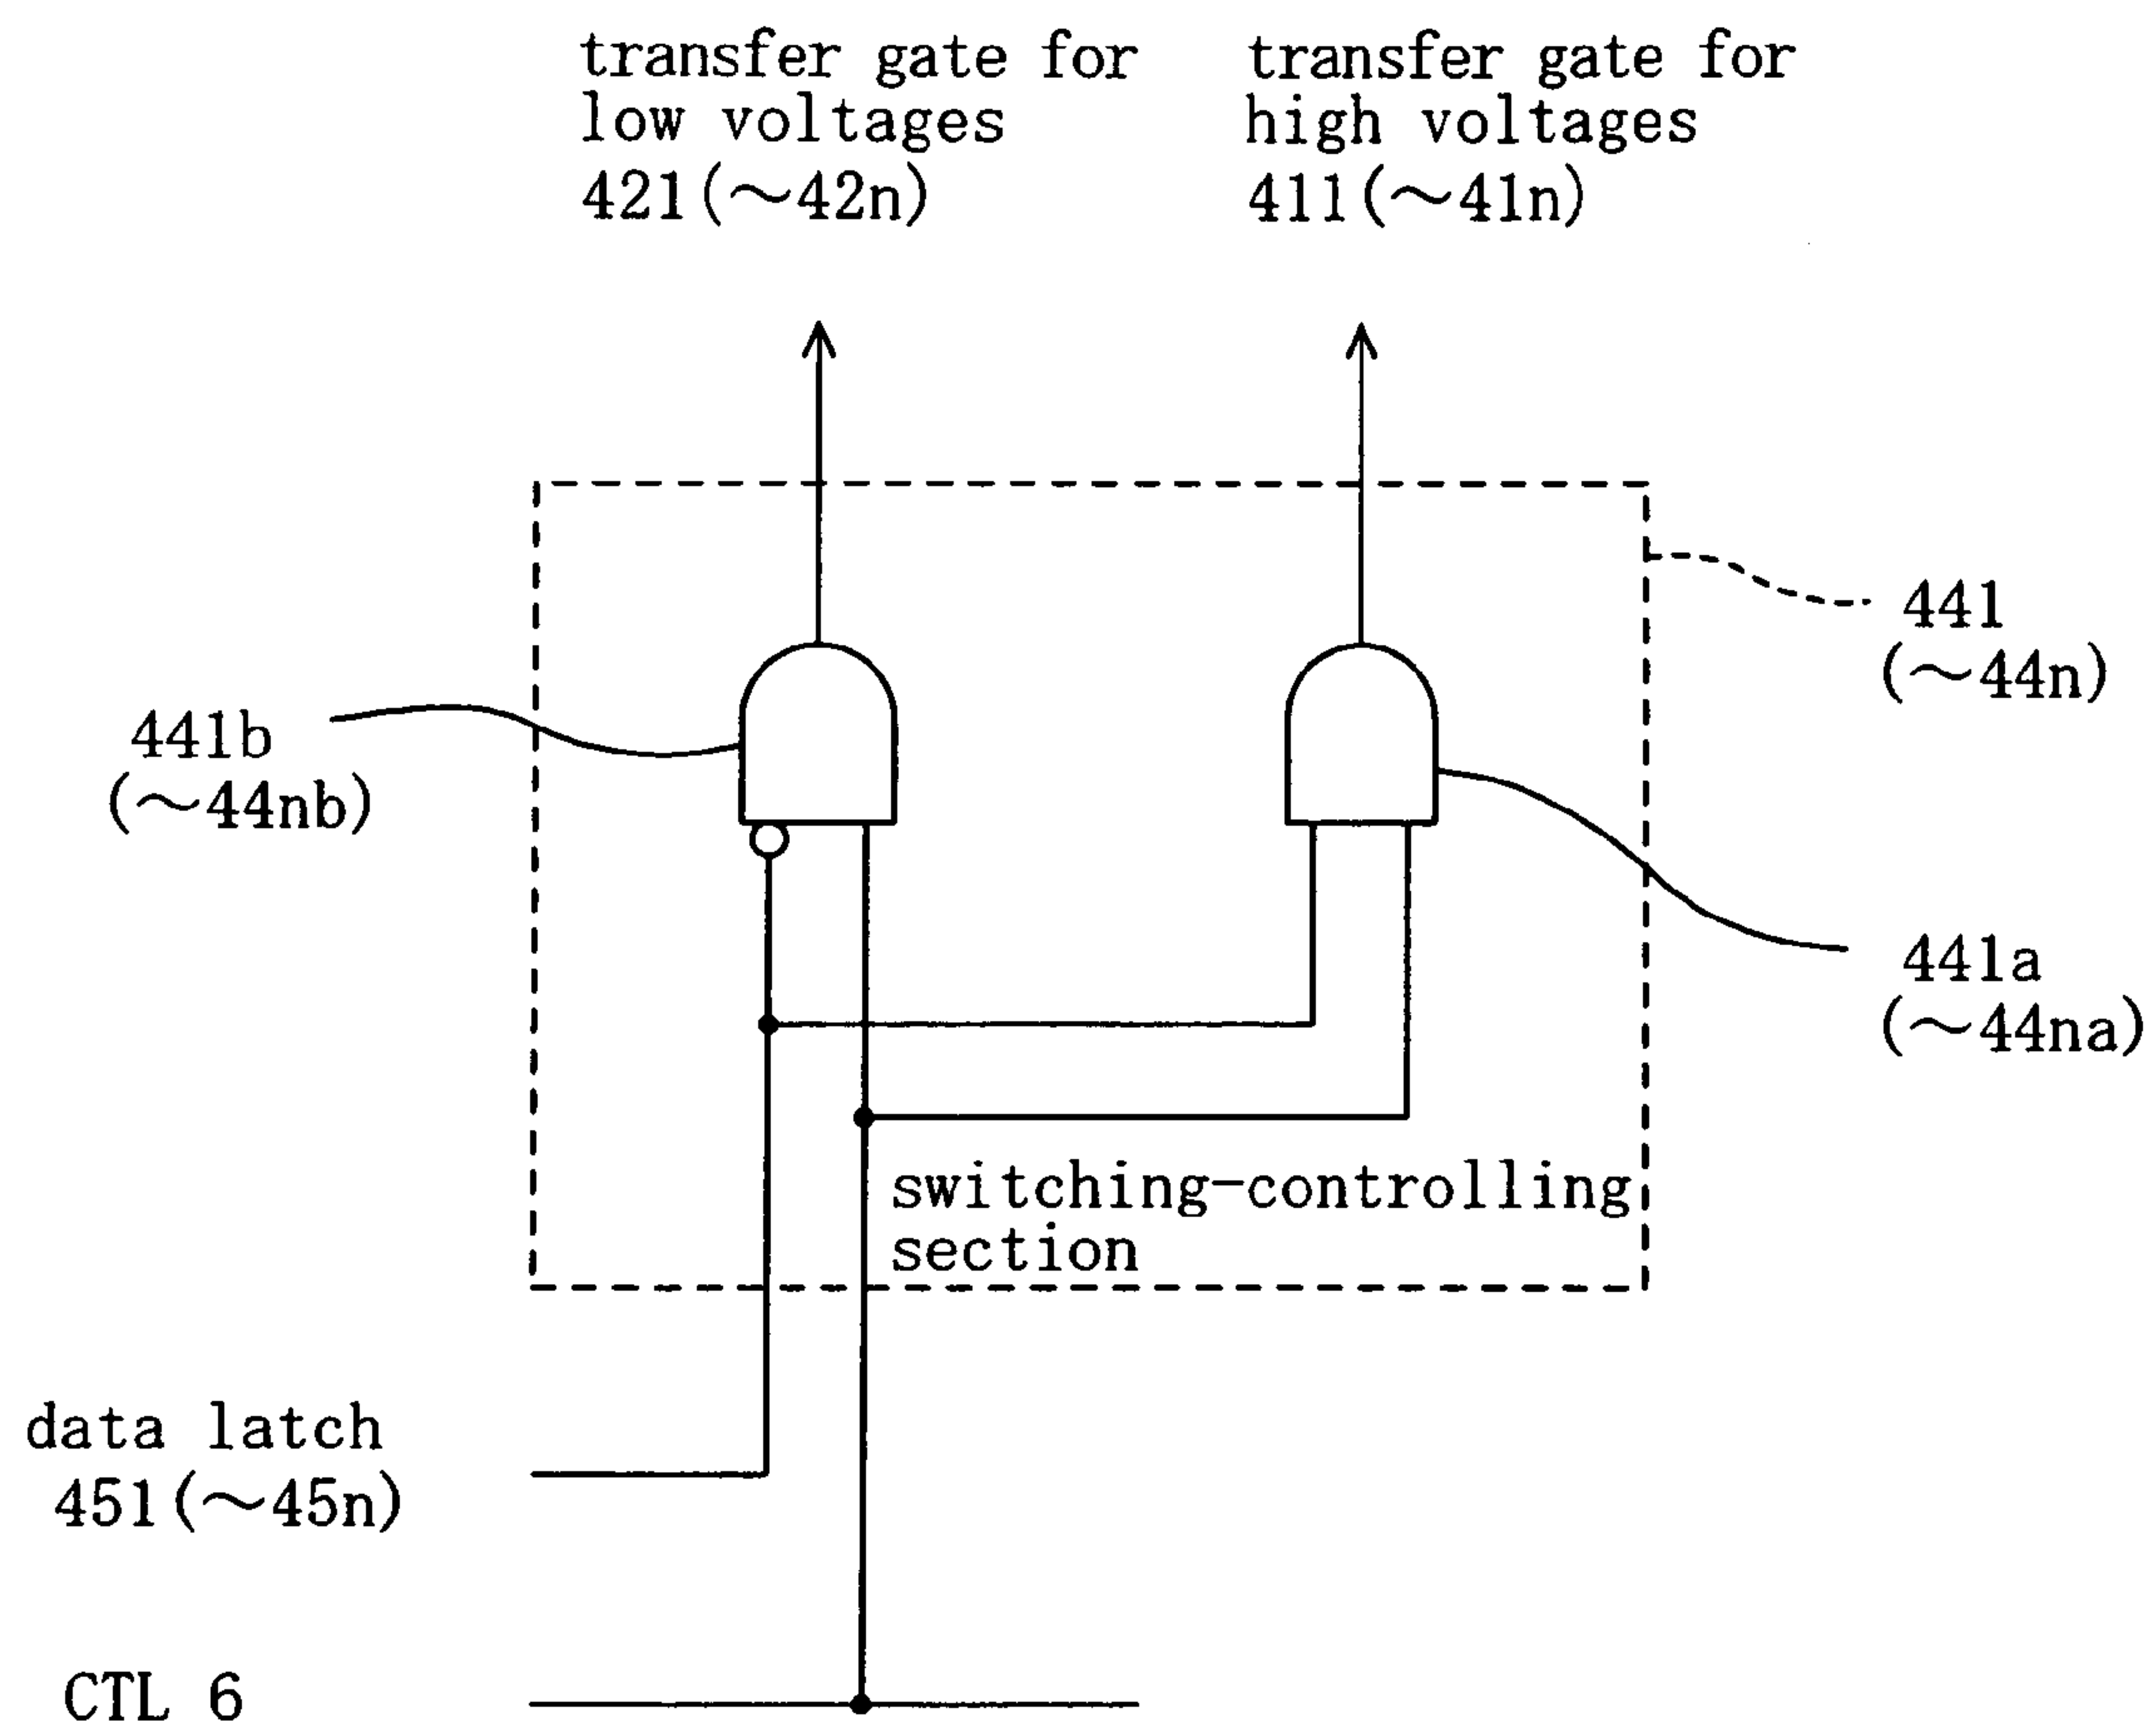 transfer gate for
low voltages
421(～42n)
transfer gate for
high voltages
411(～41n)
441
(～44n)
441b
(～44nb)
441a
(～44na)
switching-controlling
section
data latch
451(～45n)
CTL 6